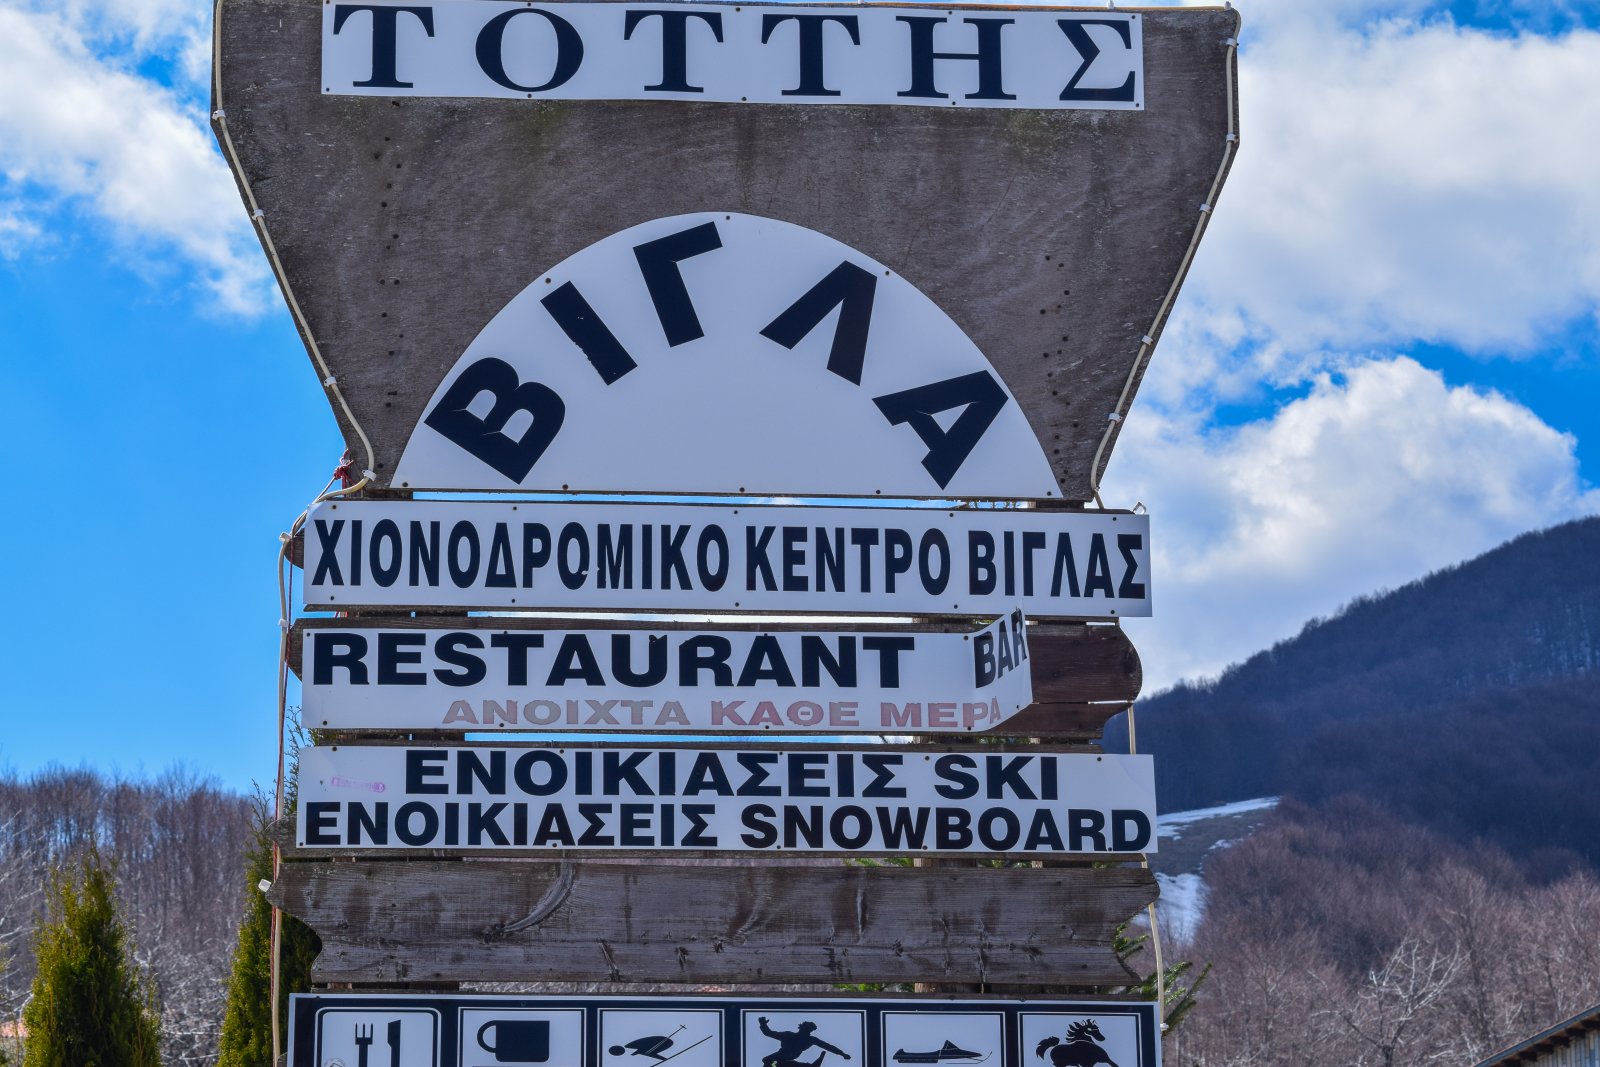 ΤΟΤΤΗΣ
ΒΙΓΛΑ
ΧΙΟΝΟΔΡΟΜΙΚΟ ΚΕΝΤΡΟ ΒΙΓΛΑΣ
RESTAURANT BAR
ΑΝΟΙΧΤΑ ΚΑΘΕ ΜΕΡΑ
ΕΝΟΙΚΙΑΣΕΙΣ SKI
ΕΝΟΙΚΙΑΣΕΙΣ SNOWBOARD